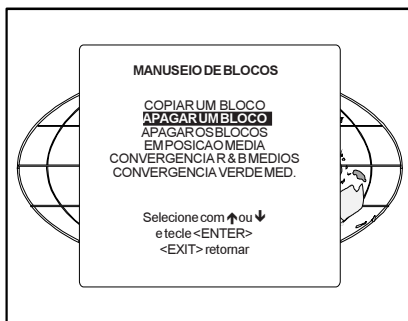 MANUSEIO DE BLOCOS
COPIAR UM BLOCO
APAGAR UM BLOCO
APAGAR OS BLOCOS
EM POSICAO MEDIA
CONVERGENCIA R & B MEDIOS
CONVERGENCIA VERDE MED.
Selecione com ↑ ou ↓
e tecle <ENTER>
<EXIT> retornar